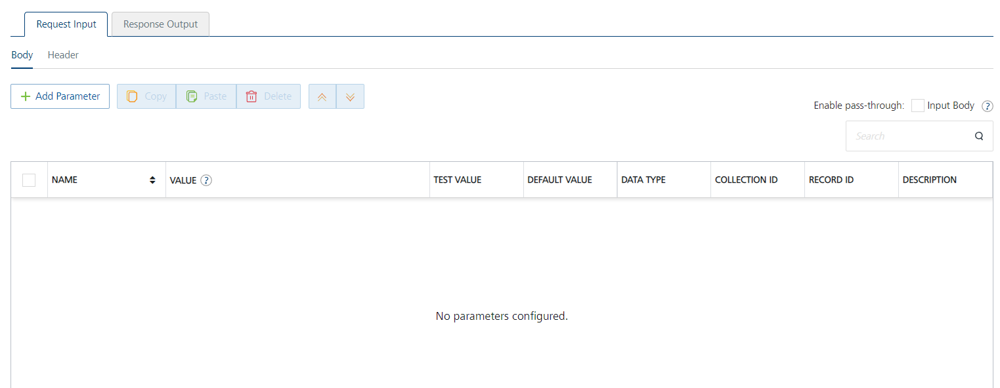 Request Input Response Output
Body Header
Add Parameter Copy Paste Delete
Enable pass-through: Input Body ?
Search
NAME VALUE ? TEST VALUE DEFAULT VALUE DATA TYPE COLLECTION ID RECORD ID DESCRIPTION
No parameters configured.